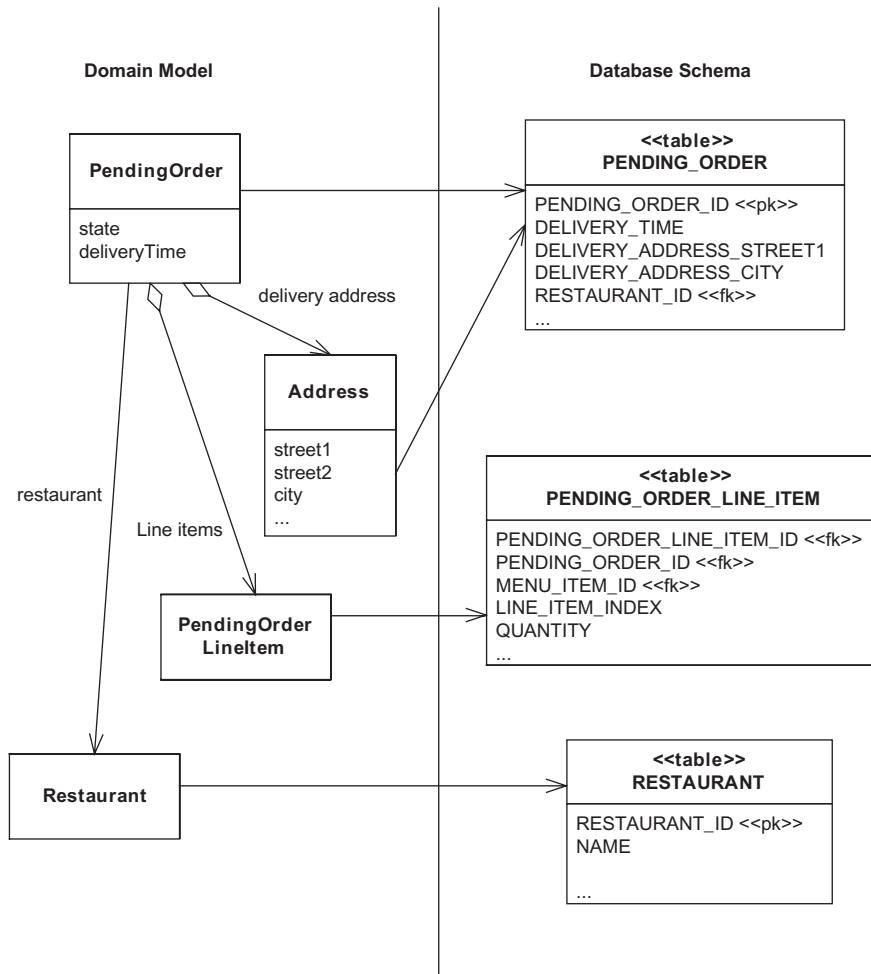 Domain Model
Database Schema
PendingOrder
state
deliveryTime
<<table>>
PENDING_ORDER
PENDING_ORDER_ID <<pk>>
DELIVERY_TIME
DELIVERY_ADDRESS_STREET1
DELIVERY_ADDRESS_CITY
RESTAURANT_ID <<fk>>
...
delivery address
Address
street1
street2
city
...
restaurant
Line items
<<table>>
PENDING_ORDER_LINE_ITEM
PENDING_ORDER_LINE_ITEM_ID <<fk>>
PENDING_ORDER_ID <<fk>>
MENU_ITEM_ID <<fk>>
LINE_ITEM_INDEX
QUANTITY
...
PendingOrder
LineItem
Restaurant
<<table>>
RESTAURANT
RESTAURANT_ID <<pk>>
NAME
...